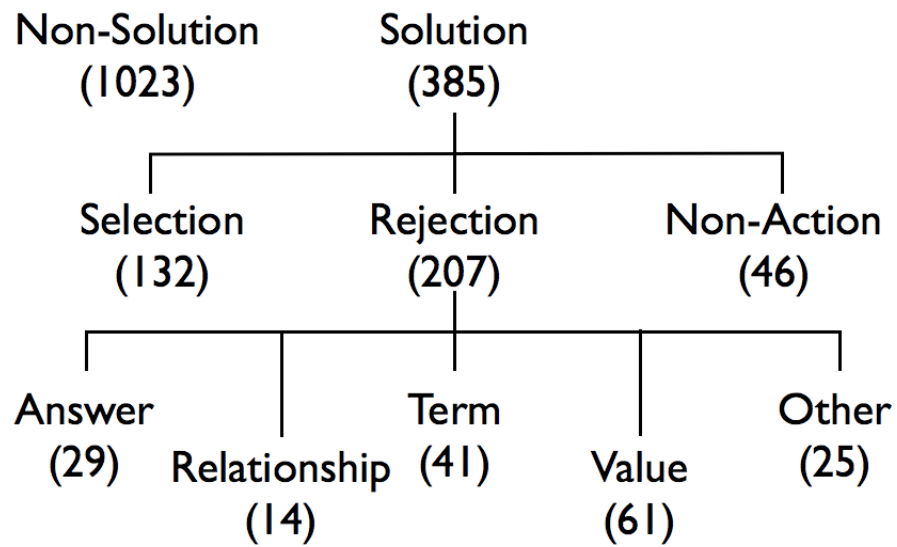 Non-Solution
(1023)
Solution
(385)
Selection
(132)
Rejection
(207)
Non-Action
(46)
Answer
(29)
Relationship
(14)
Term
(41)
Value
(61)
Other
(25)